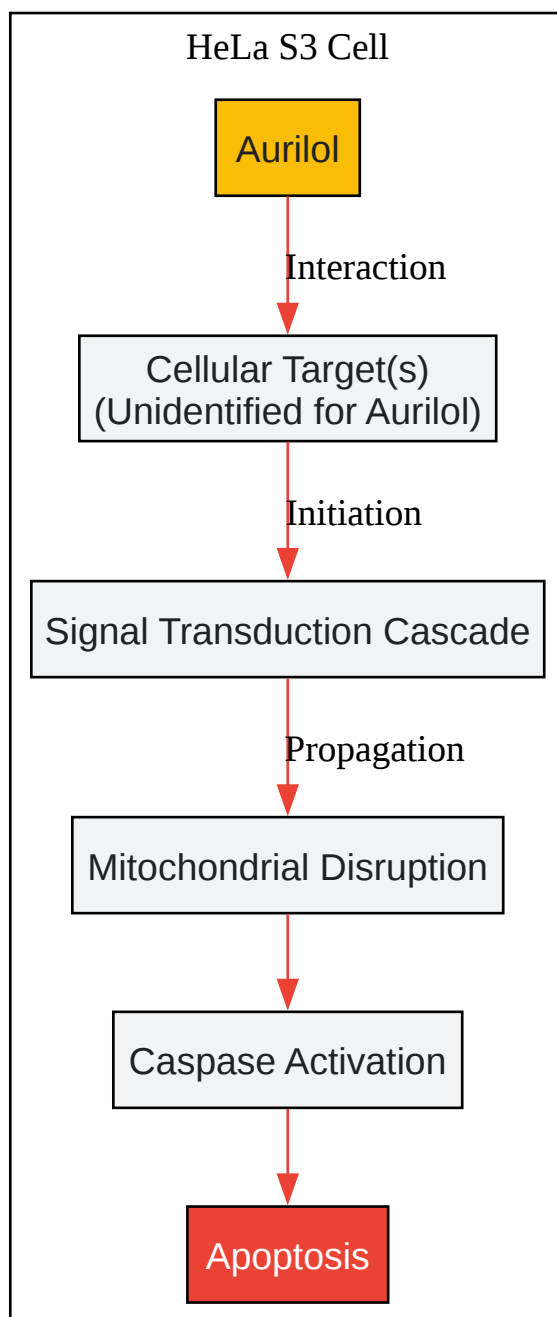 HeLa S3 Cell
Aurilol
Interaction
Cellular Target(s)
(Unidentified for Aurilol)
Initiation
Signal Transduction Cascade
Propagation
Mitochondrial Disruption
Caspase Activation
Apoptosis